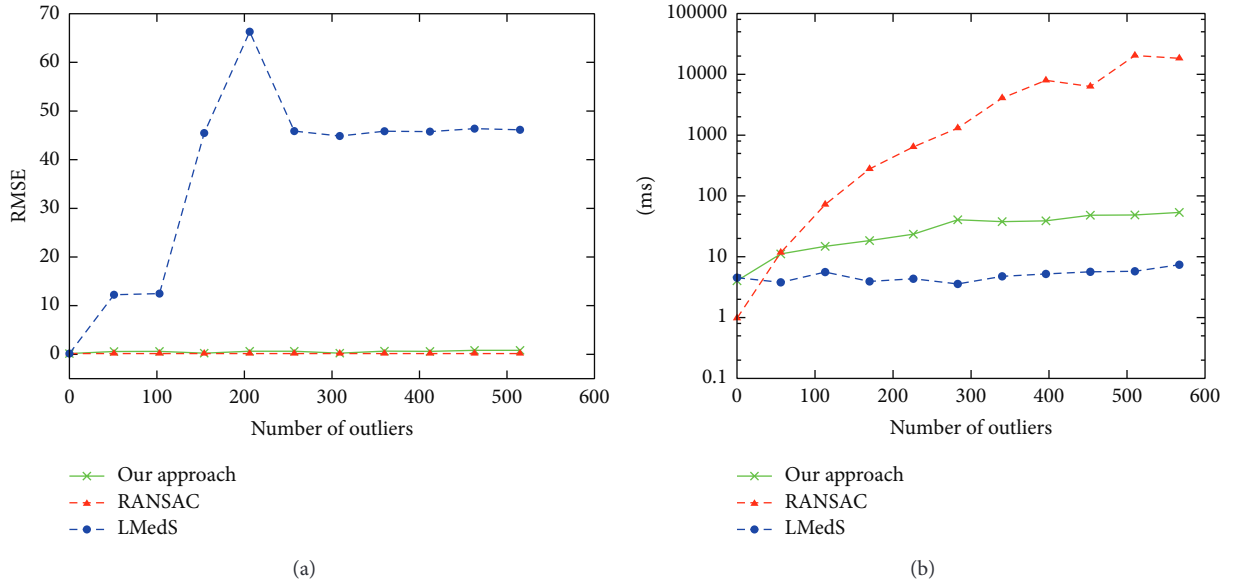 70
60
50
40
30
20
10
0
RMSE
0 100 200 300 400 500 600
Number of outliers
Our approach
RANSAC
LMedS
(a)
100000
10000
1000
100
10
1
0.1
(ms)
0 100 200 300 400 500 600
Number of outliers
Our approach
RANSAC
LMedS
(b)